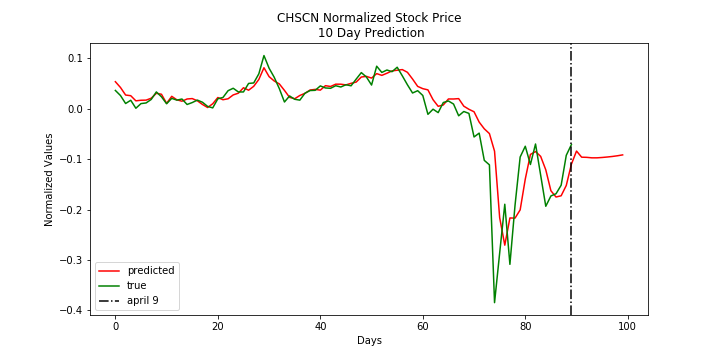 CHSCN Normalized Stock Price
10 Day Prediction
Normalized Values
0.1
0.0
−0.1
−0.2
−0.3
−0.4
predicted
true
april 9
0 20 40 60 80 100
Days